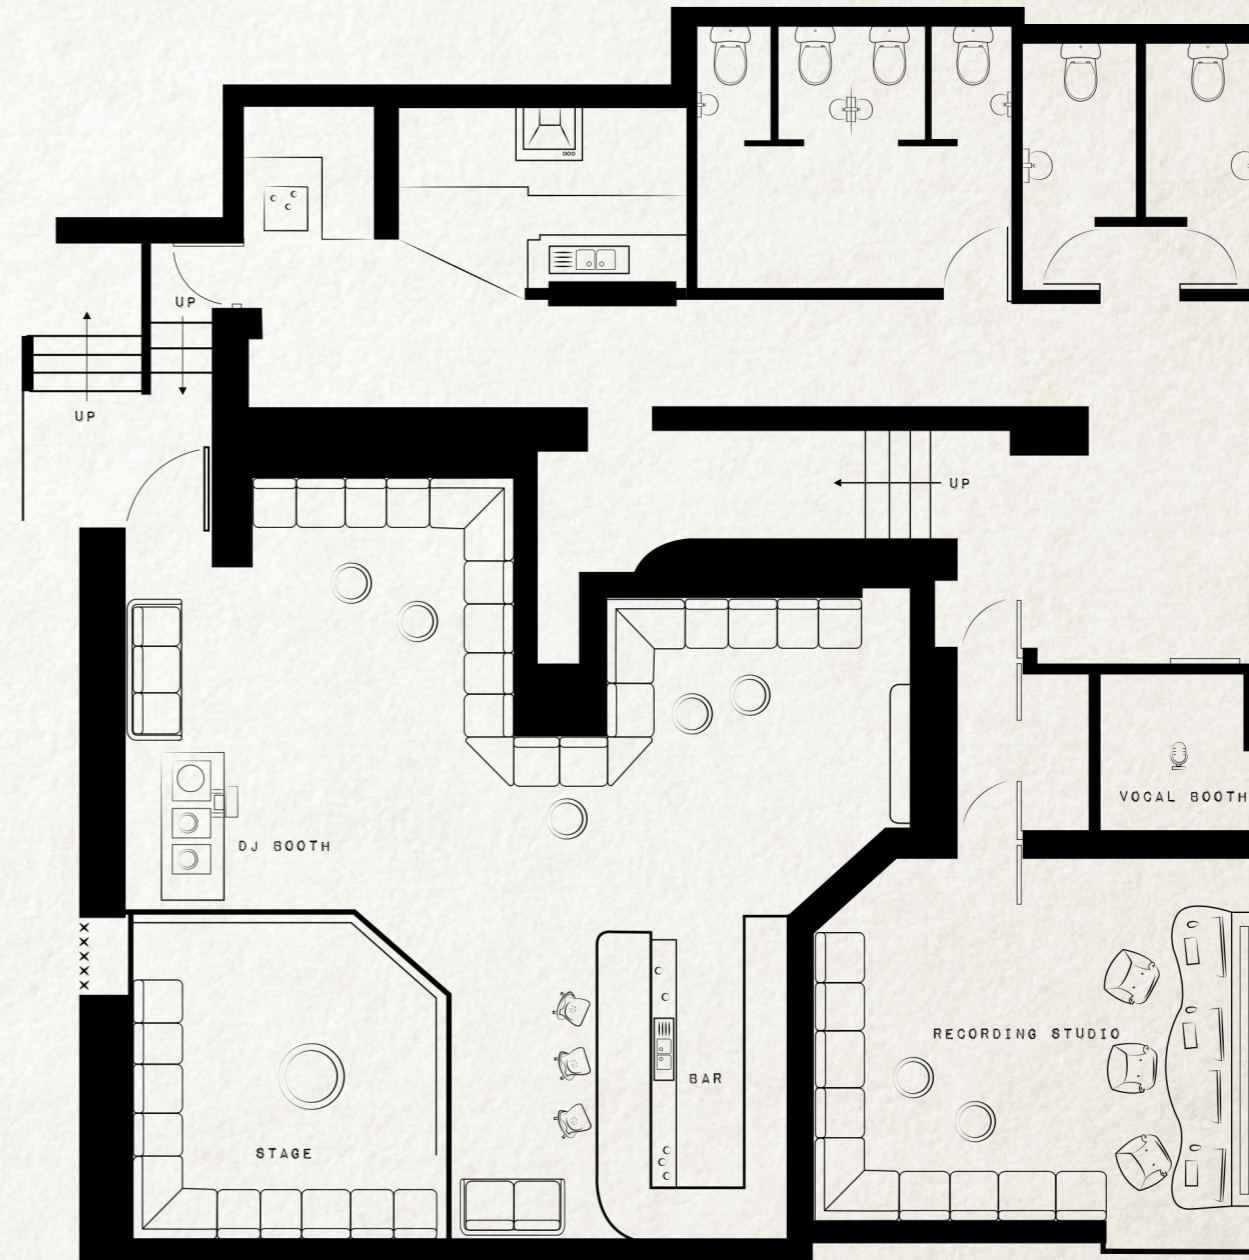 UP
UP
UP
VOCAL BOOTH
DJ BOOTH
RECORDING STUDIO
BAR
STAGE